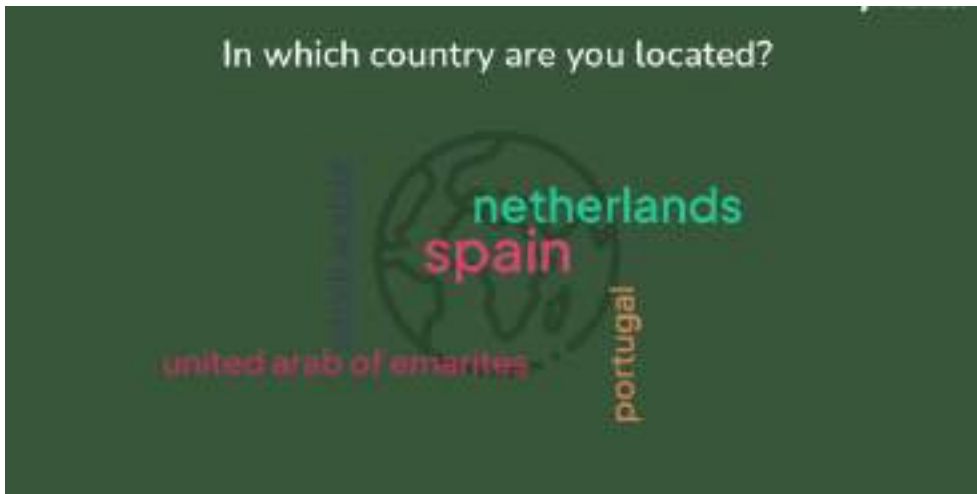 In which country are you located?
netherlands
spain
portugal
united arab of emarites